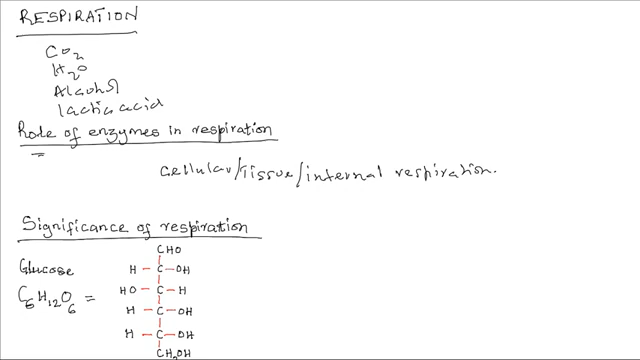 RESPIRATION
CO2
H2O
Alcohol
lactic acid
Role of enzymes in respiration
Cellular/Tissue/internal respiration.
Significance of respiration
CHO
Glucose H – C – OH
C6H12O6 = HO – C – H
H – C – OH
H – C – OH
CH2OH